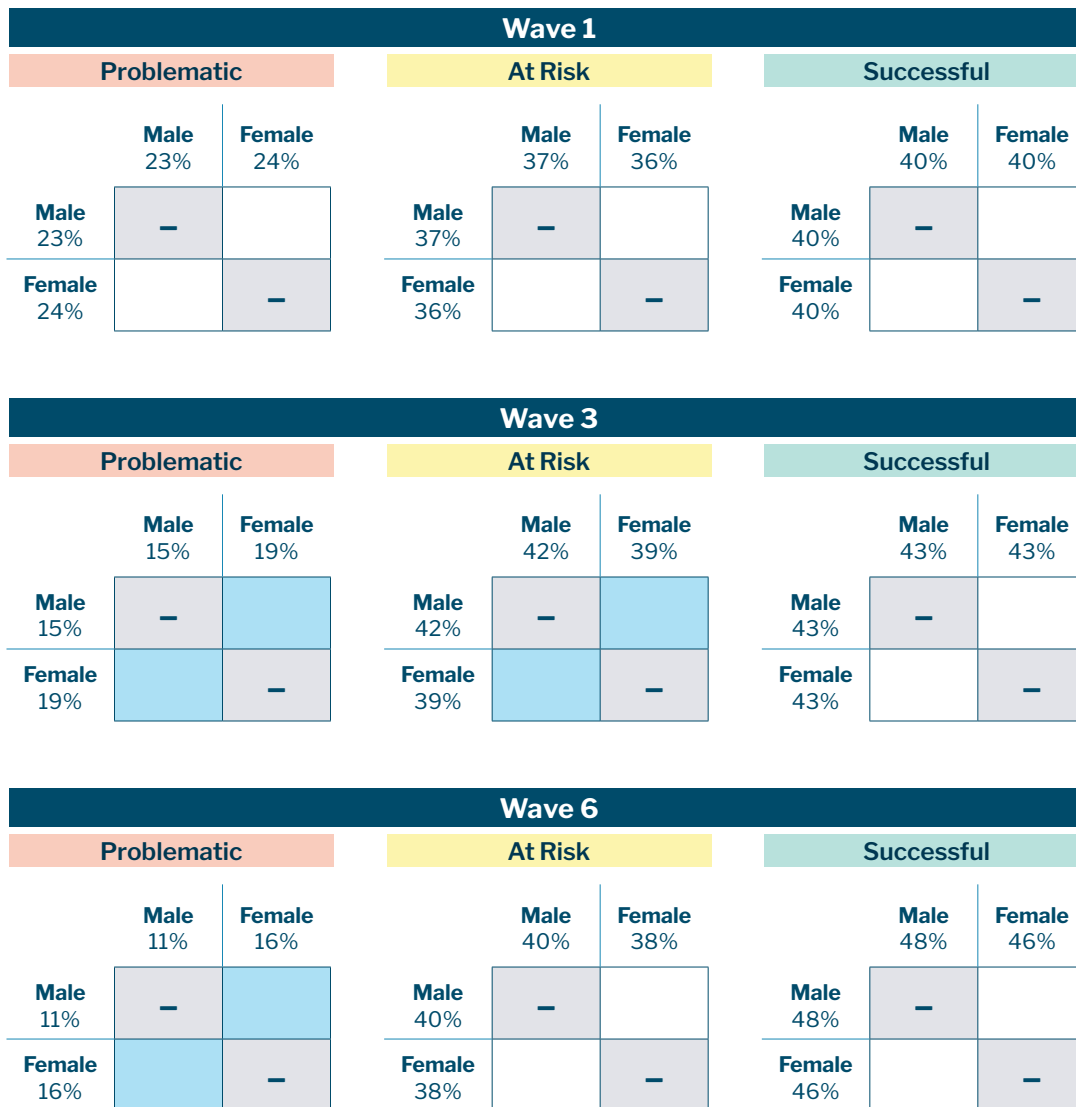 Wave 1
Problematic At Risk Successful
Male Female Male Female Male Female
23% 24% 37% 36% 40% 40%
Male – Male – Male –
23% 37% 40%
Female – Female – Female –
24% 36% 40%
Wave 3
Problematic At Risk Successful
Male Female Male Female Male Female
15% 19% 42% 39% 43% 43%
Male – Male – Male –
15% 42% 43%
Female – Female – Female –
19% 39% 43%
Wave 6
Problematic At Risk Successful
Male Female Male Female Male Female
11% 16% 40% 38% 48% 46%
Male – Male – Male –
11% 40% 48%
Female – Female – Female –
16% 38% 46%